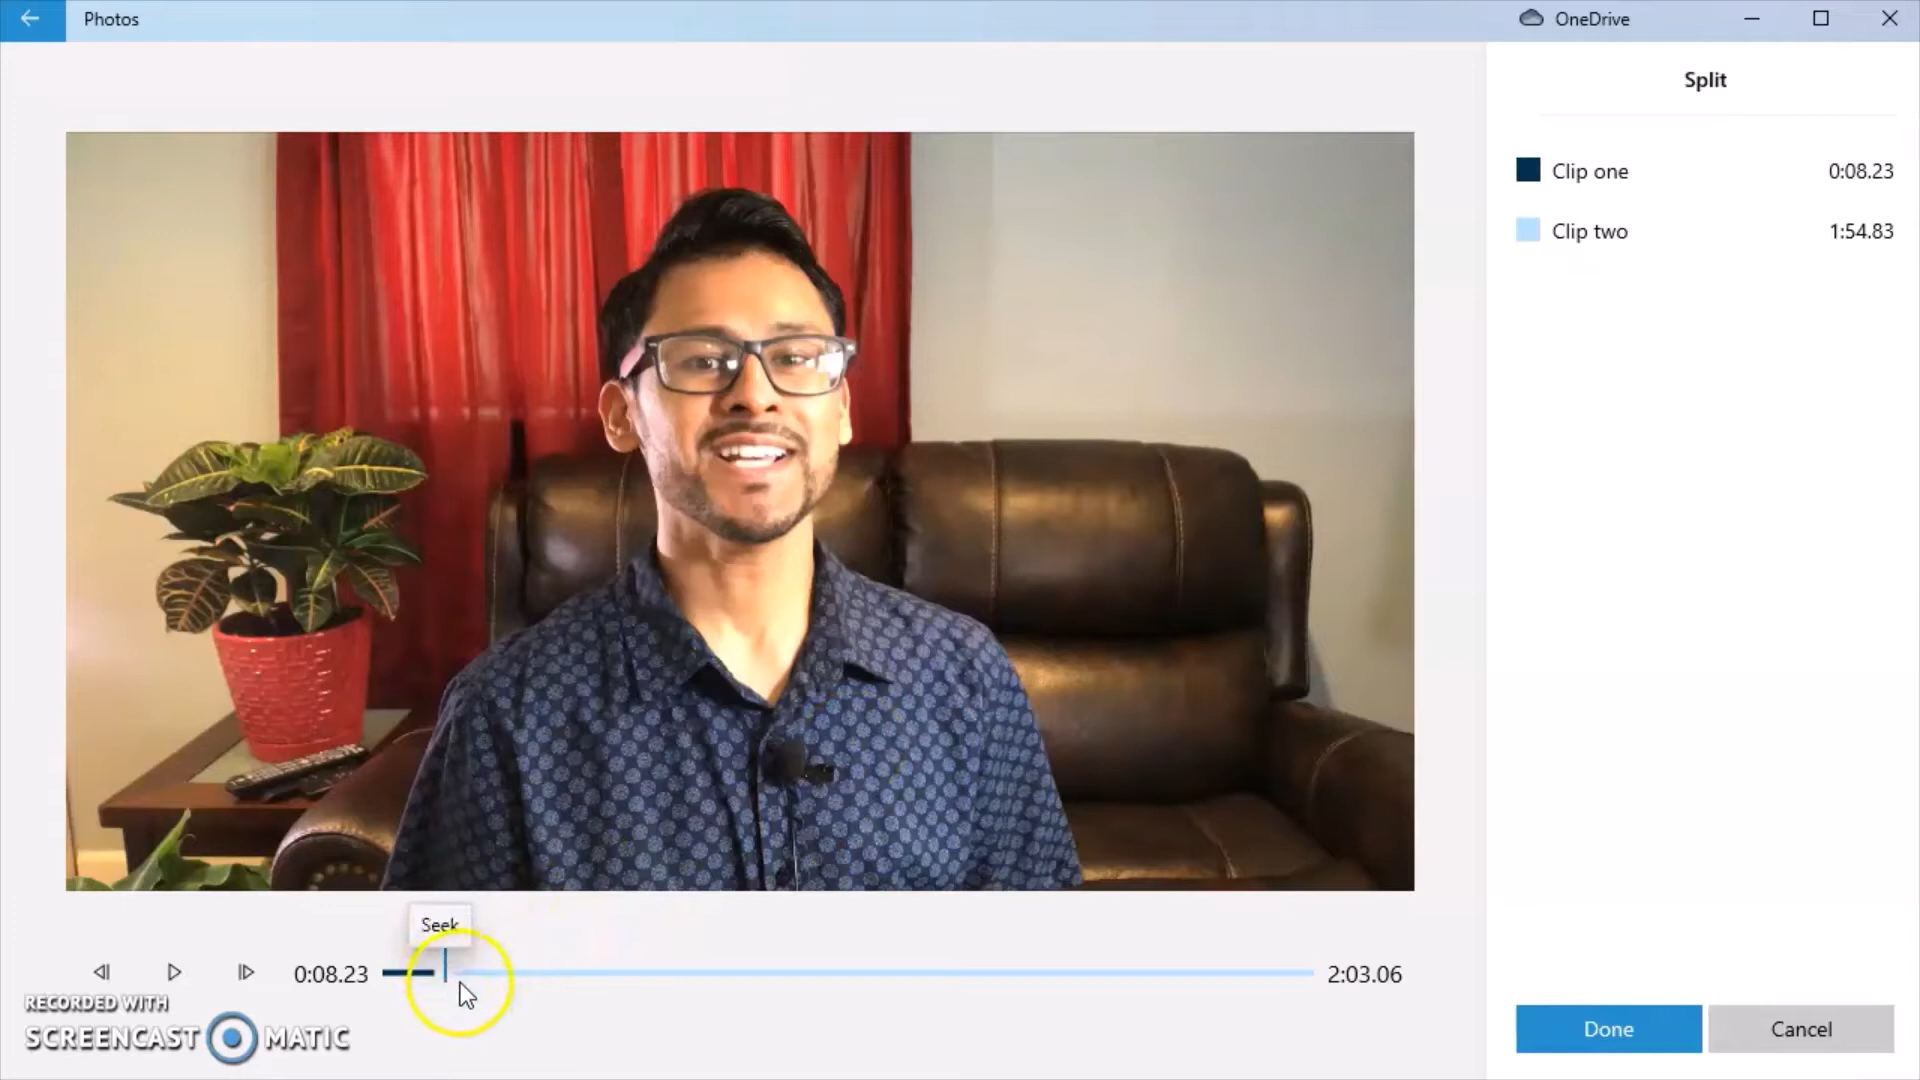 Photos
OneDrive
Split
Clip one 0:08.23
Clip two 1:54.83
Seek
0:08.23 2:03.06
RECORDED WITH
SCREENCAST MATIC
Done Cancel